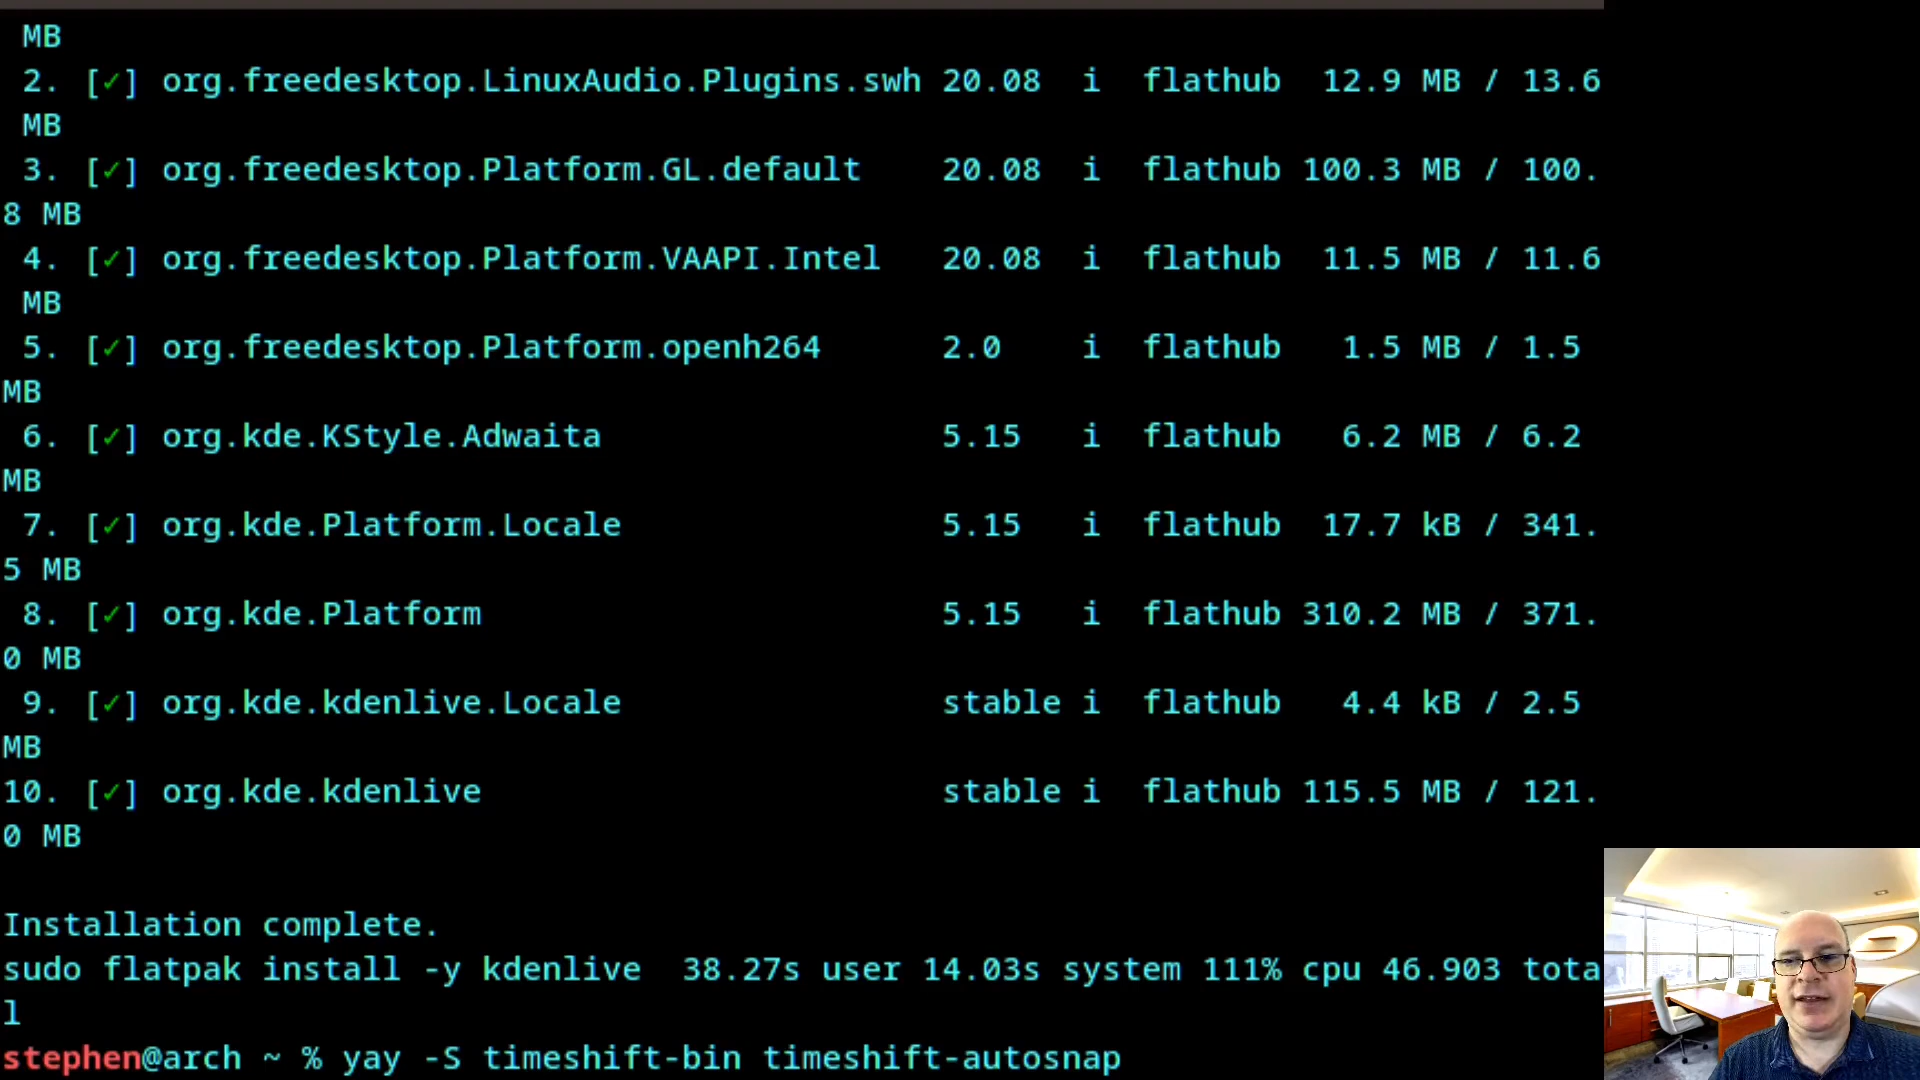 MB
2. [✓] org.freedesktop.LinuxAudio.Plugins.swh 20.08 i flathub 12.9 MB / 13.6
MB
3. [✓] org.freedesktop.Platform.GL.default 20.08 i flathub 100.3 MB / 100.
8 MB
4. [✓] org.freedesktop.Platform.VAAPI.Intel 20.08 i flathub 11.5 MB / 11.6
MB
5. [✓] org.freedesktop.Platform.openh264 2.0 i flathub 1.5 MB / 1.5
MB
6. [✓] org.kde.KStyle.Adwaita 5.15 i flathub 6.2 MB / 6.2
MB
7. [✓] org.kde.Platform.Locale 5.15 i flathub 17.7 kB / 341.
5 MB
8. [✓] org.kde.Platform 5.15 i flathub 310.2 MB / 371.
0 MB
9. [✓] org.kde.kdenlive.Locale stable i flathub 4.4 kB / 2.5
MB
10. [✓] org.kde.kdenlive stable i flathub 115.5 MB / 121.
0 MB
Installation complete.
sudo flatpak install -y kdenlive 38.27s user 14.03s system 111% cpu 46.903 tota
l
stephen@arch ~ % yay -S timeshift-bin timeshift-autosnap